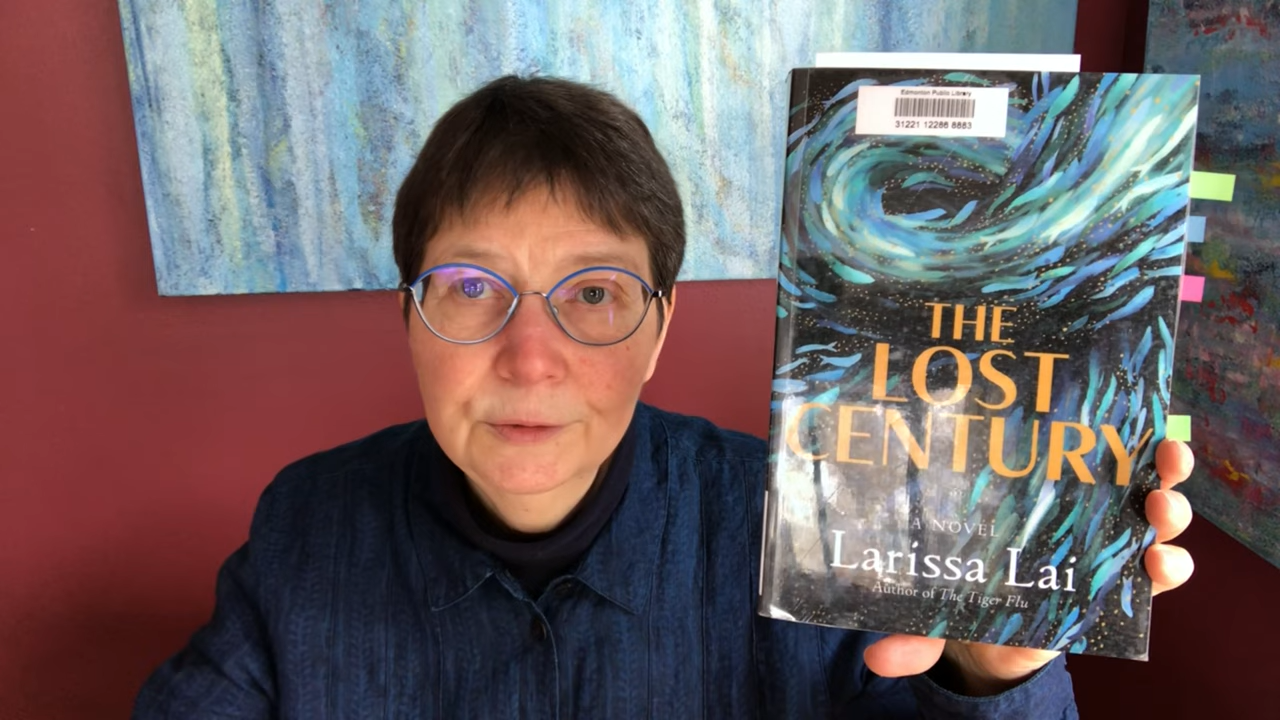 Edmonton Public Library
31221 12286 8883
THE
LOST
CENTURY
A NOVEL
Larissa Lai
Author of The Tiger Flu